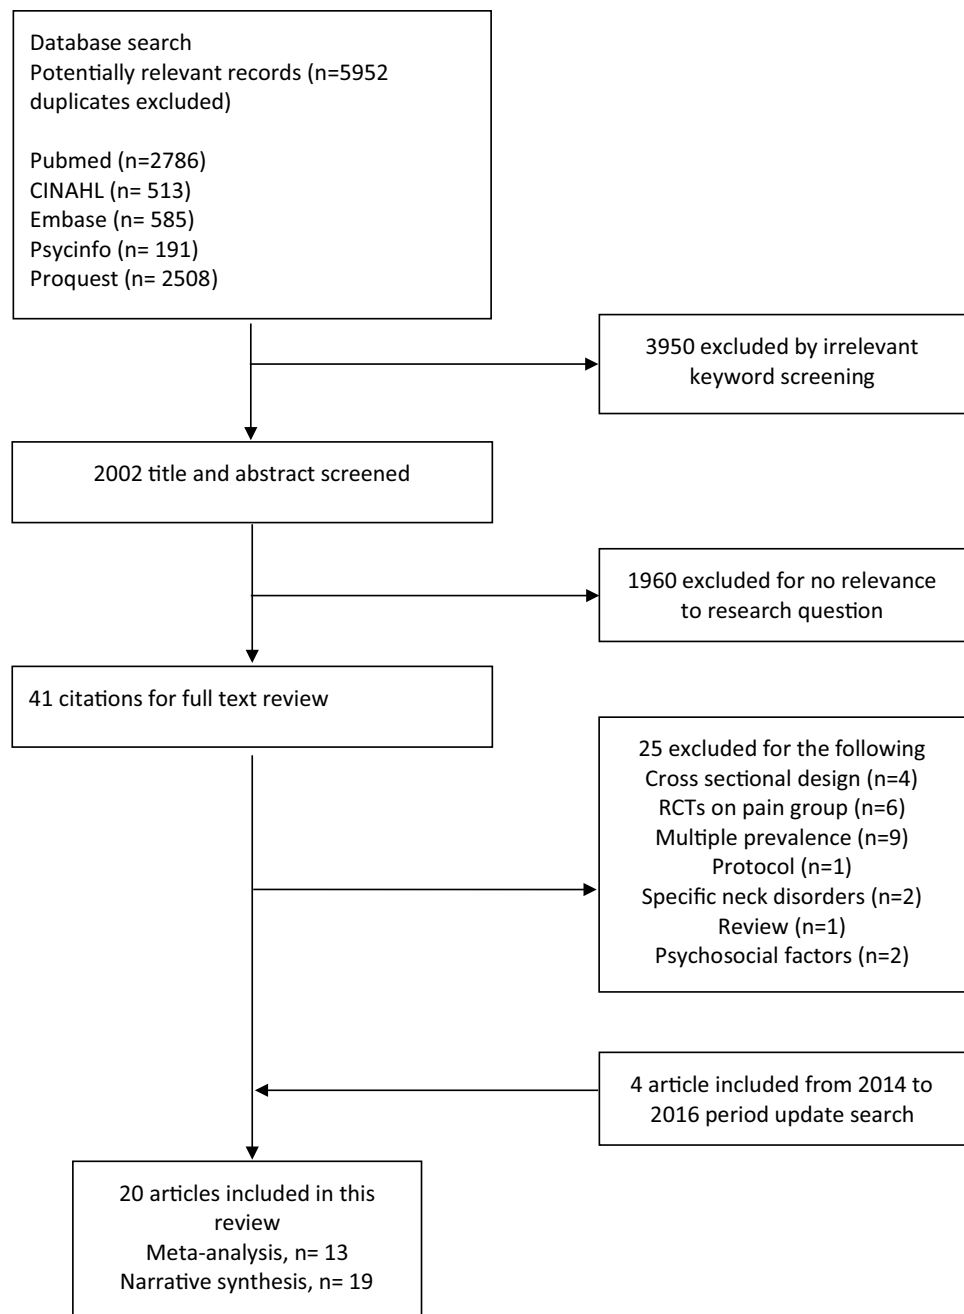 Database search
Potentially relevant records (n=5952
duplicates excluded)
Pubmed (n=2786)
CINAHL (n= 513)
Embase (n= 585)
Psycinfo (n= 191)
Proquest (n= 2508)
3950 excluded by irrelevant
keyword screening
2002 title and abstract screened
1960 excluded for no relevance
to research question
41 citations for full text review
25 excluded for the following
Cross sectional design (n=4)
RCTs on pain group (n=6)
Multiple prevalence (n=9)
Protocol (n=1)
Specific neck disorders (n=2)
Review (n=1)
Psychosocial factors (n=2)
4 article included from 2014 to
2016 period update search
20 articles included in this
review
Meta-analysis, n= 13
Narrative synthesis, n= 19